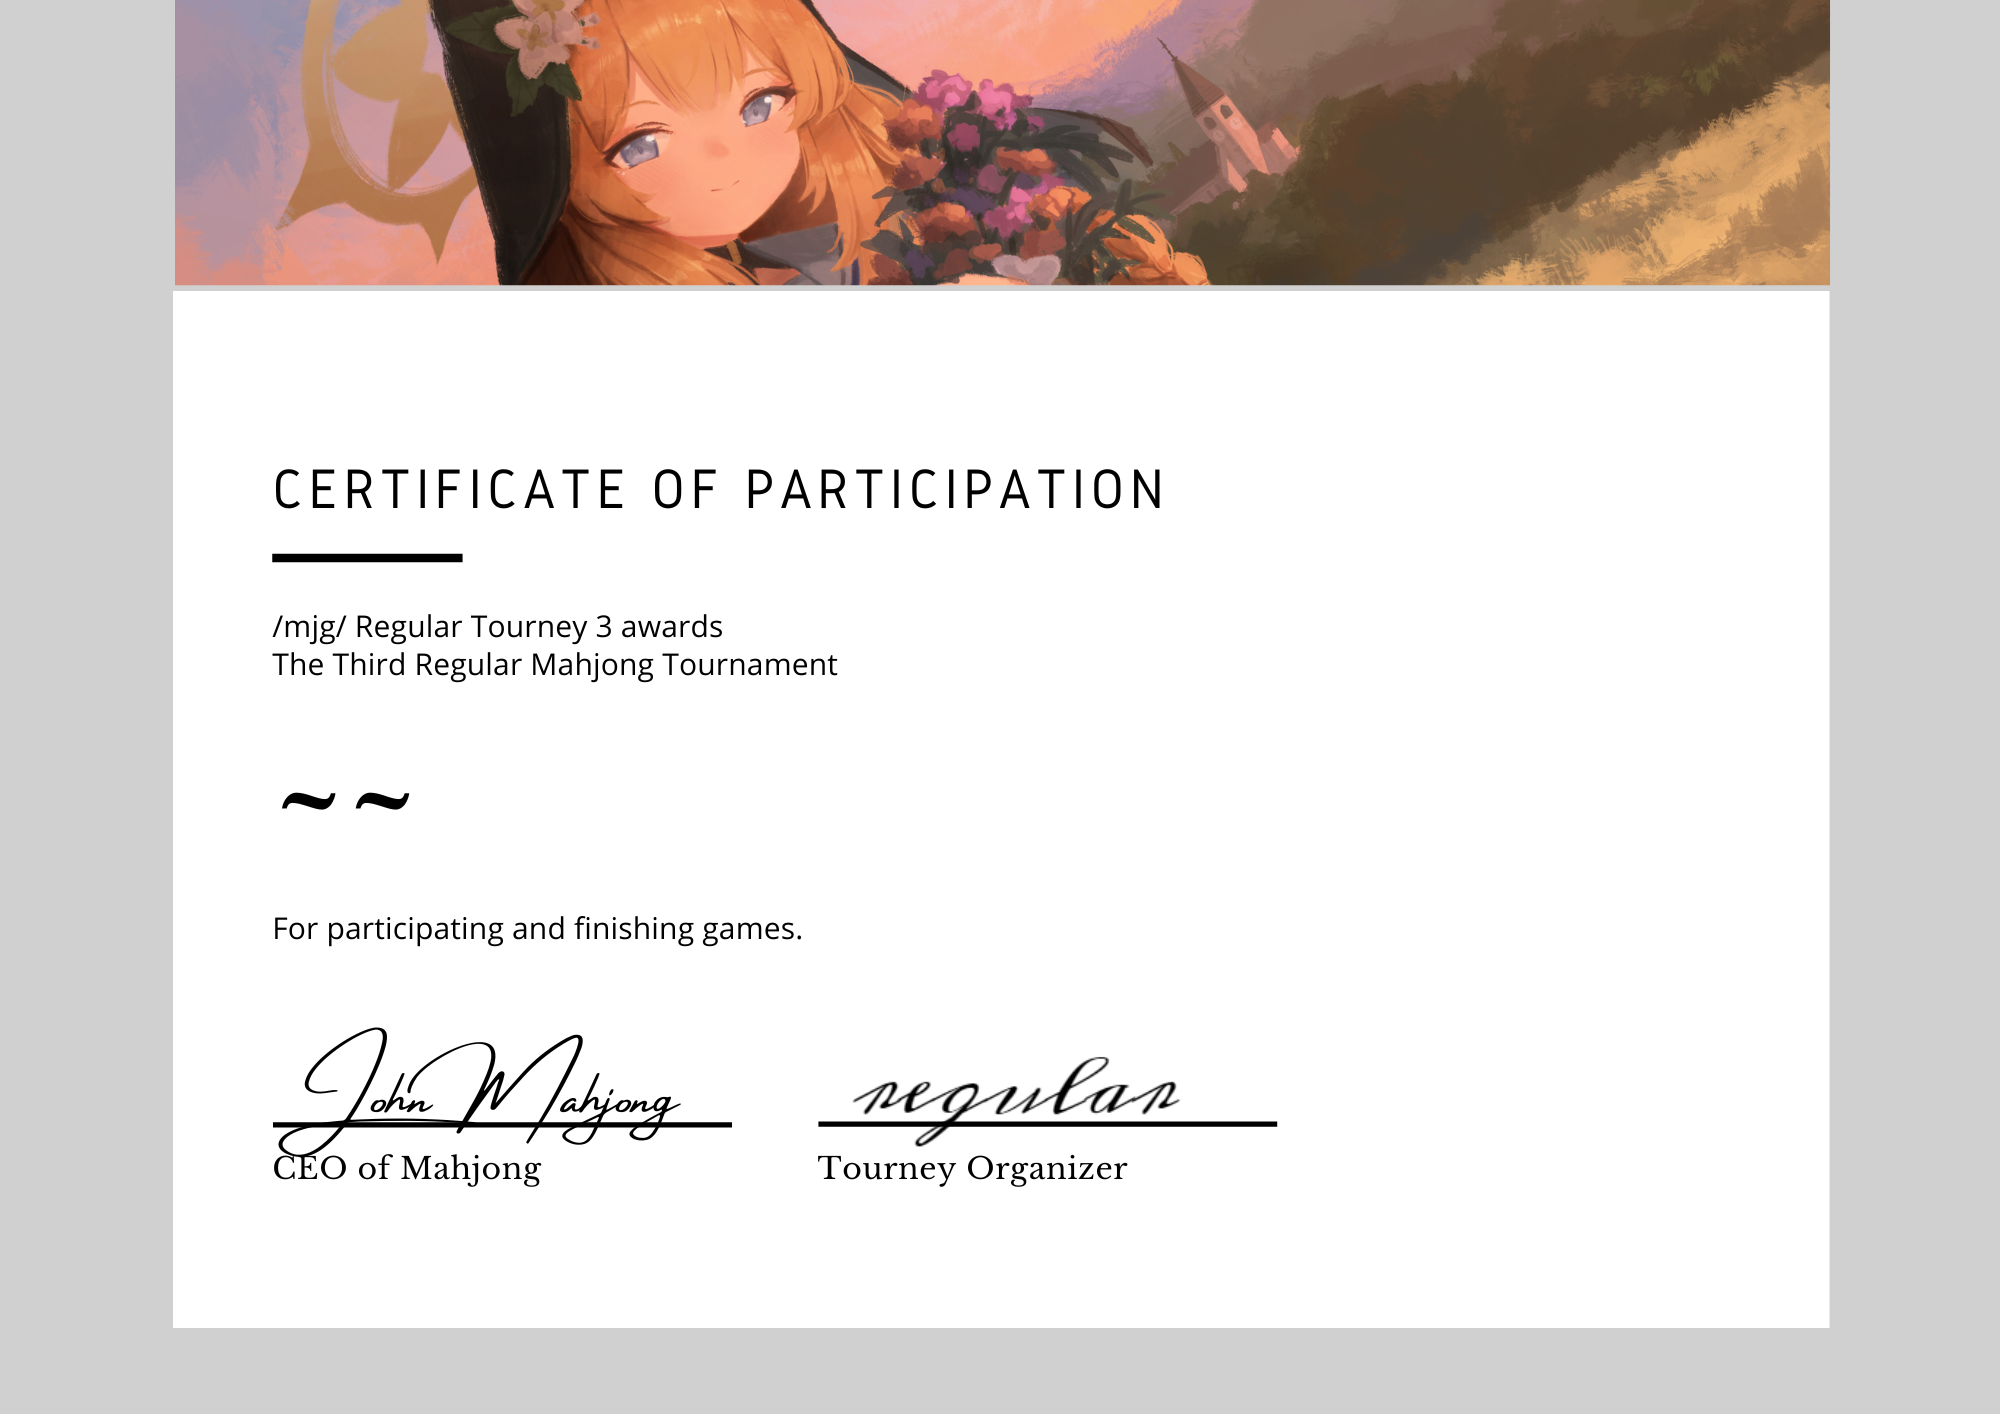 CERTIFICATE OF PARTICIPATION
/mjg/ Regular Tourney 3 awards
The Third Regular Mahjong Tournament
~~
For participating and finishing games.
John Mahjong
regular
CEO of Mahjong
Tourney Organizer